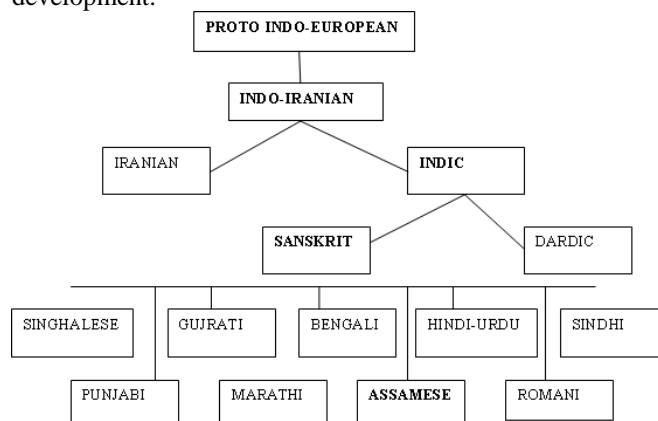 development.
PROTO INDO-EUROPEAN
INDO-IRANIAN
IRANIAN
INDIC
SANSKRIT
DARDIC
SINGHALESE
GUJRATI
BENGALI
HINDI-URDU
SINDHI
PUNJABI
MARATHI
ASSAMESE
ROMANI